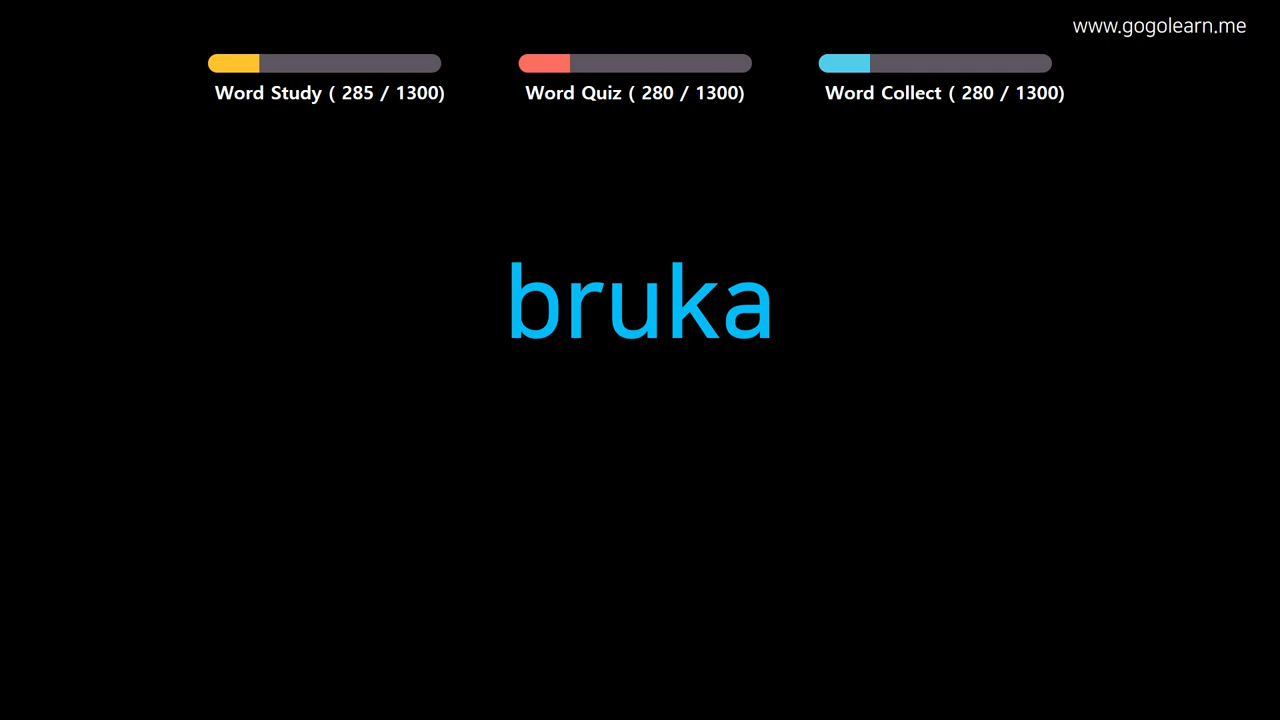 www.gogolearn.me
Word Study ( 285 / 1300)
Word Quiz ( 280 / 1300)
Word Collect ( 280 / 1300)
bruka